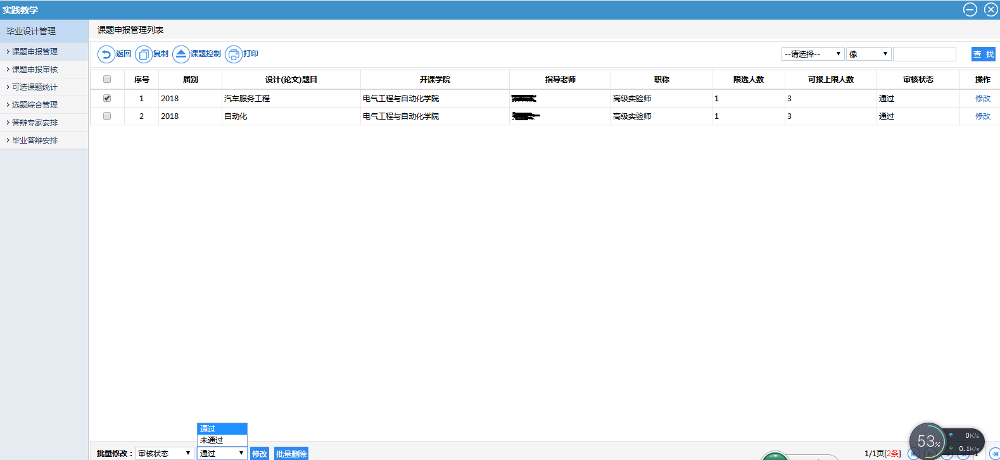 实践教学
毕业设计管理
课题申报管理
课题申报审核
可选课题统计
选题综合管理
答辩专家安排
毕业答辩安排
课题申报管理列表
返回 复制 课题控制 打印 --请选择-- 像 查 找
序号 届别 设计(论文)题目 开课学院 指导老师 职称 限选人数 可报上限人数 审核状态 操作
1 2018 汽车服务工程 电气工程与自动化学院 高级实验师 1 3 通过 修改
2 2018 自动化 电气工程与自动化学院 高级实验师 1 3 通过 修改
通过
未通过
批量修改： 审核状态 通过 修改 批量删除 1/1页[2条] 1
53% 0K/s
0.1K/s